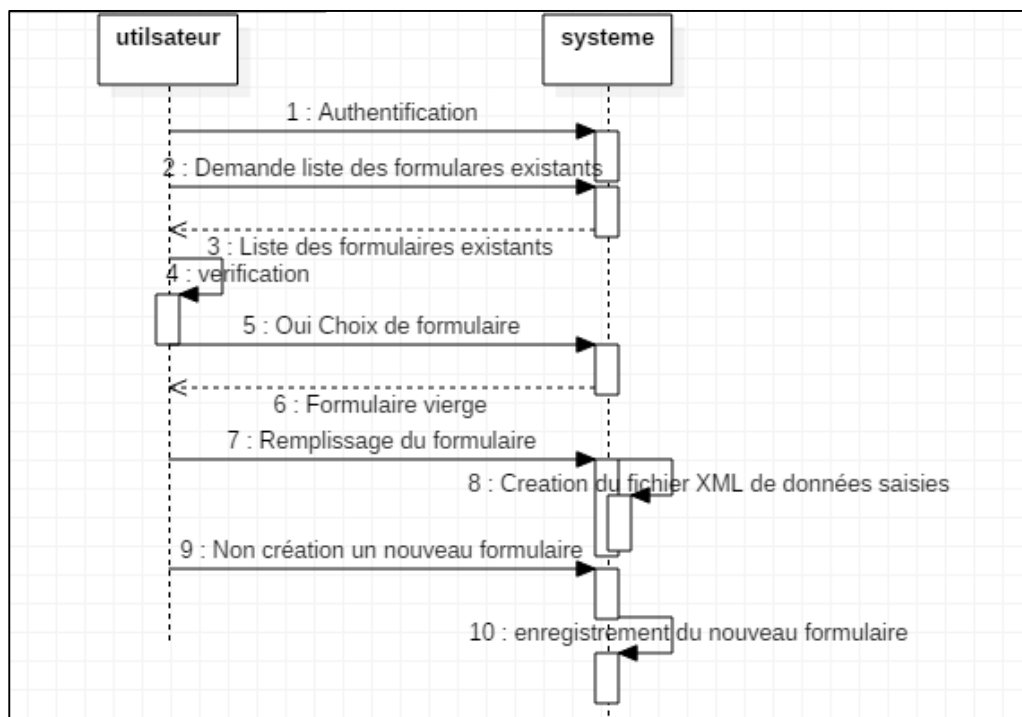 utilsateur
systeme
1 : Authentification
2 : Demande liste des formulares existants
3 : Liste des formulaires existants
4 : verification
5 : Oui Choix de formulaire
6 : Formulaire vierge
7 : Remplissage du formulaire
8 : Creation du fichier XML de données saisies
9 : Non création un nouveau formulaire
10 : enregistrement du nouveau formulaire